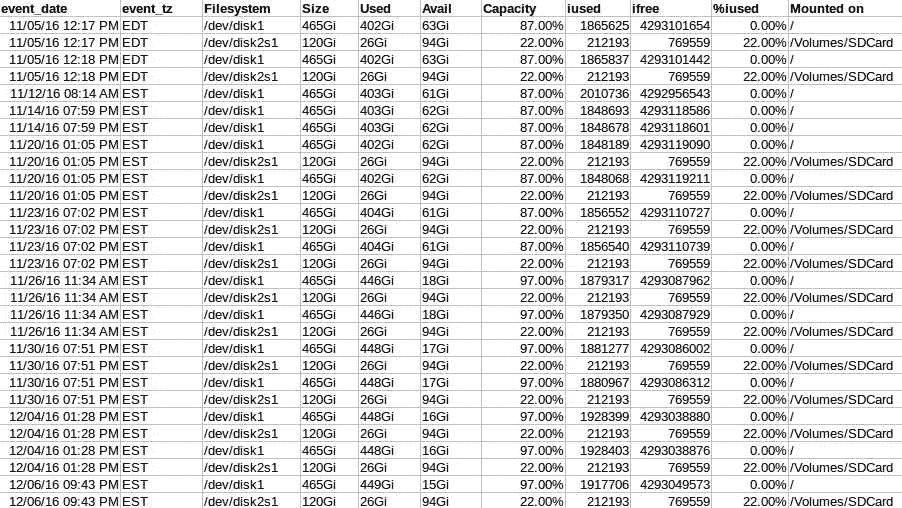 event_date event_tz Filesystem Size Used Avail Capacity iused ifree %iused Mounted on
11/05/16 12:17 PM EDT /dev/disk1 465Gi 402Gi 63Gi 87.00% 1865625 4293101654 0.00% /
11/05/16 12:17 PM EDT /dev/disk2s1 120Gi 26Gi 94Gi 22.00% 212193 769559 22.00% /Volumes/SDCard
11/05/16 12:18 PM EDT /dev/disk1 465Gi 402Gi 63Gi 87.00% 1865837 4293101442 0.00% /
11/05/16 12:18 PM EDT /dev/disk2s1 120Gi 26Gi 94Gi 22.00% 212193 769559 22.00% /Volumes/SDCard
11/12/16 08:14 AM EST /dev/disk1 465Gi 403Gi 61Gi 87.00% 2010736 4292956543 0.00% /
11/14/16 07:59 PM EST /dev/disk1 465Gi 403Gi 62Gi 87.00% 1848693 4293118586 0.00% /
11/14/16 07:59 PM EST /dev/disk1 465Gi 403Gi 62Gi 87.00% 1848678 4293118601 0.00% /
11/20/16 01:05 PM EST /dev/disk1 465Gi 402Gi 62Gi 87.00% 1848189 4293119090 0.00% /
11/20/16 01:05 PM EST /dev/disk2s1 120Gi 26Gi 94Gi 22.00% 212193 769559 22.00% /Volumes/SDCard
11/20/16 01:05 PM EST /dev/disk1 465Gi 402Gi 62Gi 87.00% 1848068 4293119211 0.00% /
11/20/16 01:05 PM EST /dev/disk2s1 120Gi 26Gi 94Gi 22.00% 212193 769559 22.00% /Volumes/SDCard
11/23/16 07:02 PM EST /dev/disk1 465Gi 404Gi 61Gi 87.00% 1856552 4293110727 0.00% /
11/23/16 07:02 PM EST /dev/disk2s1 120Gi 26Gi 94Gi 22.00% 212193 769559 22.00% /Volumes/SDCard
11/23/16 07:02 PM EST /dev/disk1 465Gi 404Gi 61Gi 87.00% 1856540 4293110739 0.00% /
11/23/16 07:02 PM EST /dev/disk2s1 120Gi 26Gi 94Gi 22.00% 212193 769559 22.00% /Volumes/SDCard
11/26/16 11:34 AM EST /dev/disk1 465Gi 446Gi 18Gi 97.00% 1879317 4293087962 0.00% /
11/26/16 11:34 AM EST /dev/disk2s1 120Gi 26Gi 94Gi 22.00% 212193 769559 22.00% /Volumes/SDCard
11/26/16 11:34 AM EST /dev/disk1 465Gi 446Gi 18Gi 97.00% 1879350 4293087929 0.00% /
11/26/16 11:34 AM EST /dev/disk2s1 120Gi 26Gi 94Gi 22.00% 212193 769559 22.00% /Volumes/SDCard
11/30/16 07:51 PM EST /dev/disk1 465Gi 448Gi 17Gi 97.00% 1881277 4293086002 0.00% /
11/30/16 07:51 PM EST /dev/disk2s1 120Gi 26Gi 94Gi 22.00% 212193 769559 22.00% /Volumes/SDCard
11/30/16 07:51 PM EST /dev/disk1 465Gi 448Gi 17Gi 97.00% 1880967 4293086312 0.00% /
11/30/16 07:51 PM EST /dev/disk2s1 120Gi 26Gi 94Gi 22.00% 212193 769559 22.00% /Volumes/SDCard
12/04/16 01:28 PM EST /dev/disk1 465Gi 448Gi 16Gi 97.00% 1928399 4293038880 0.00% /
12/04/16 01:28 PM EST /dev/disk2s1 120Gi 26Gi 94Gi 22.00% 212193 769559 22.00% /Volumes/SDCard
12/04/16 01:28 PM EST /dev/disk1 465Gi 448Gi 16Gi 97.00% 1928403 4293038876 0.00% /
12/04/16 01:28 PM EST /dev/disk2s1 120Gi 26Gi 94Gi 22.00% 212193 769559 22.00% /Volumes/SDCard
12/06/16 09:43 PM EST /dev/disk1 465Gi 449Gi 15Gi 97.00% 1917706 4293049573 0.00% /
12/06/16 09:43 PM EST /dev/disk2s1 120Gi 26Gi 94Gi 22.00% 212193 769559 22.00% /Volumes/SDCard